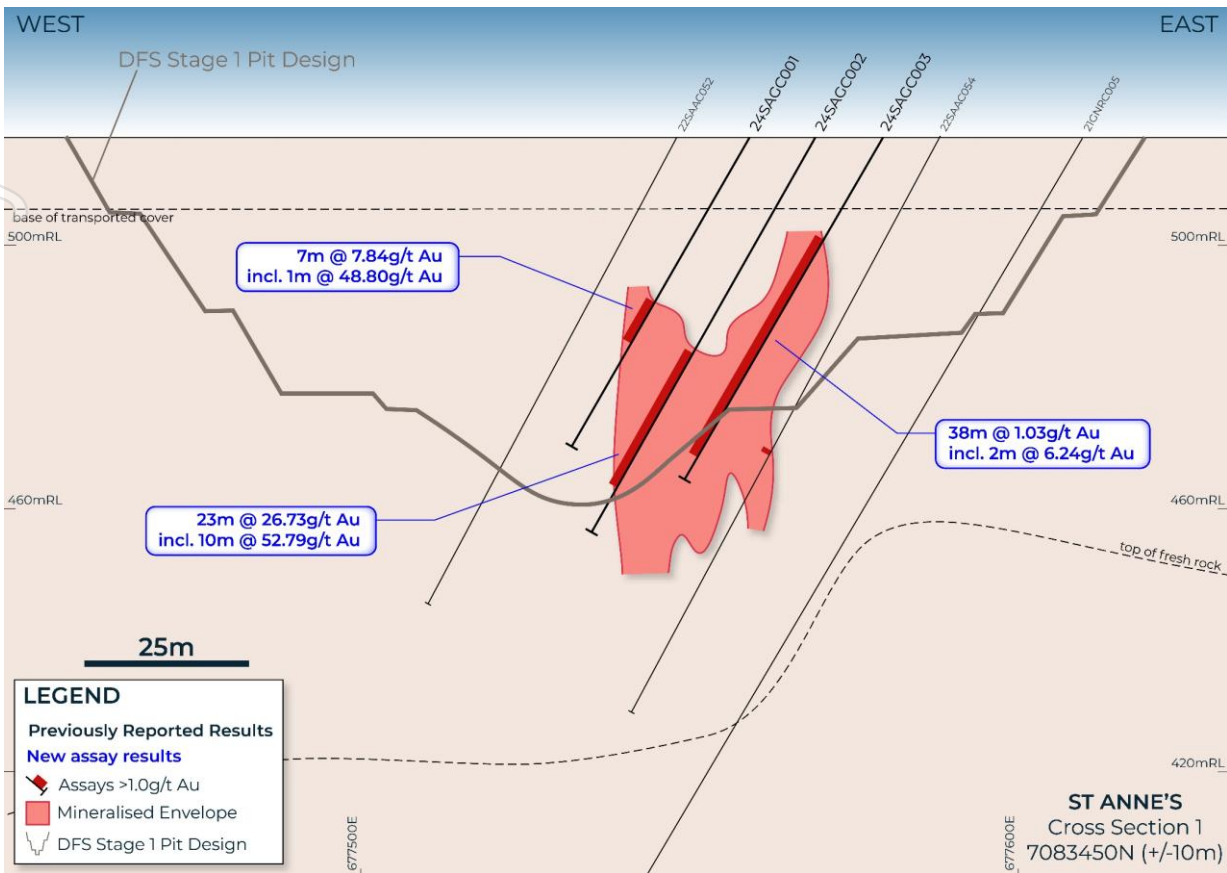 WEST
EAST
DFS Stage 1 Pit Design
22SAAC052
24SAGC001
24SAGC002
24SAGC003
22SAAC054
21GNRC005
base of transported cover
500mRL
500mRL
7m @ 7.84g/t Au
incl. 1m @ 48.80g/t Au
38m @ 1.03g/t Au
incl. 2m @ 6.24g/t Au
460mRL
460mRL
23m @ 26.73g/t Au
incl. 10m @ 52.79g/t Au
top of fresh rock
25m
LEGEND
Previously Reported Results
New assay results
Assays >1.0g/t Au
Mineralised Envelope
DFS Stage 1 Pit Design
677500E
677600E
420mRL
ST ANNE'S
Cross Section 1
7083450N (+/-10m)